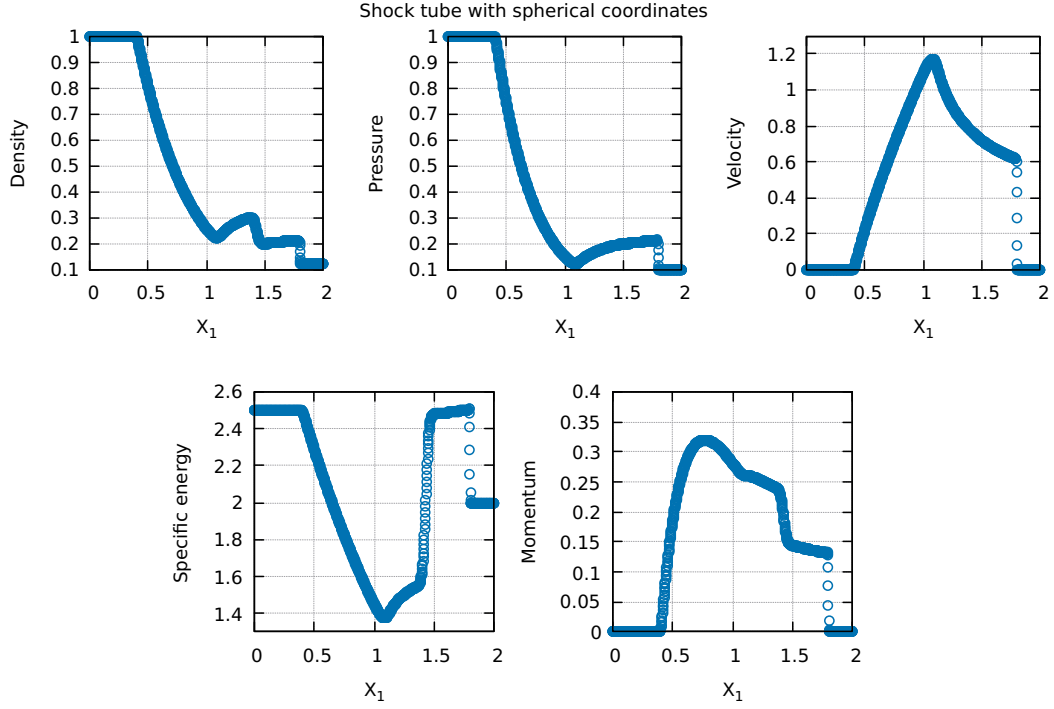 Shock tube with spherical coordinates
Density
1
0.9
0.8
0.7
0.6
0.5
0.4
0.3
0.2
0.1
0 0.5 1 1.5 2
X₁
Pressure
1
0.9
0.8
0.7
0.6
0.5
0.4
0.3
0.2
0.1
0 0.5 1 1.5 2
X₁
Velocity
1.2
1
0.8
0.6
0.4
0.2
0
0 0.5 1 1.5 2
X₁
Specific energy
2.6
2.4
2.2
2
1.8
1.6
1.4
0 0.5 1 1.5 2
X₁
Momentum
0.4
0.35
0.3
0.25
0.2
0.15
0.1
0.05
0
0 0.5 1 1.5 2
X₁